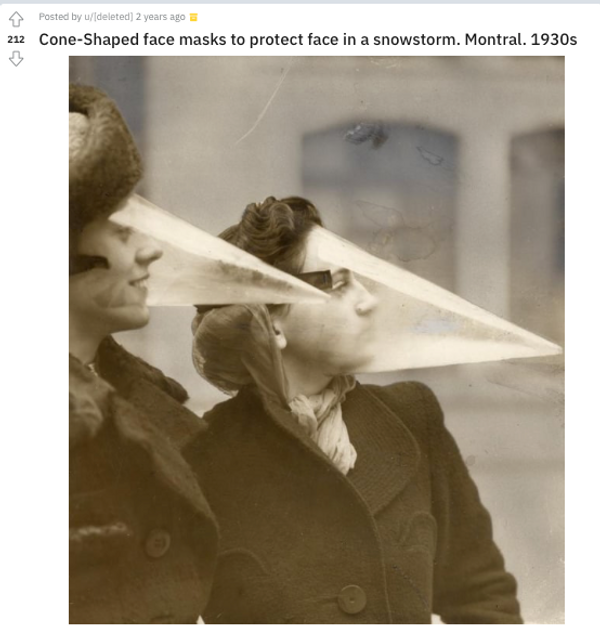 Posted by u/[deleted] 2 years ago
212
Cone-Shaped face masks to protect face in a snowstorm. Montral. 1930s